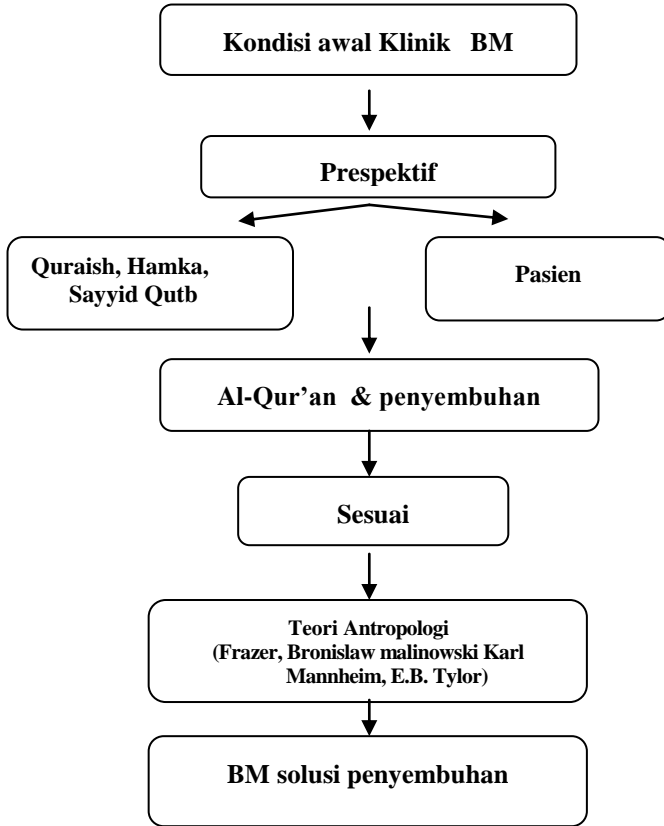 Kondisi awal Klinik BM
Prespektif
Quraish, Hamka,
Sayyid Qutb
Pasien
Al-Qur’an & penyembuhan
Sesuai
Teori Antropologi
(Frazer, Bronislaw malinowski Karl
Mannheim, E.B. Tylor)
BM solusi penyembuhan